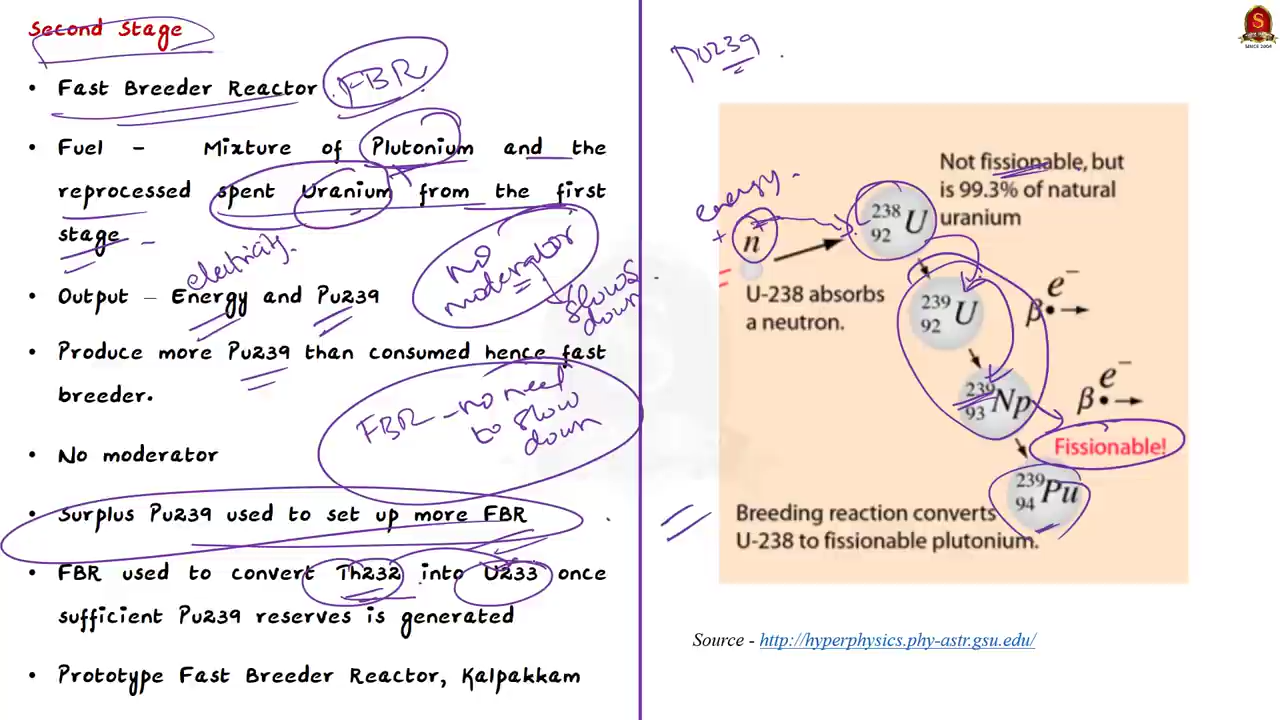 Second Stage
• Fast Breeder Reactor FBR
• Fuel – Mixture of Plutonium and the
reprocessed spent Uranium from the first
stage
no
moderator
slows
down
electricity.
• Output – Energy and Pu239
• Produce more Pu239 than consumed hence fast
breeder.
FBR - no need
to slow
down
• No moderator
• Surplus Pu239 used to set up more FBR
• FBR used to convert Th232 into U233 once
sufficient Pu239 reserves is generated
• Prototype Fast Breeder Reactor, Kalpakkam
Pu239
S
SINCE 2004
Not fissionable, but
is 99.3% of natural
uranium
energy.
+
n
238
92 U
U-238 absorbs
a neutron.
239
92 U
β e−
239
93 Np
β e−
Fissionable!
239
94 Pu
Breeding reaction converts
U-238 to fissionable plutonium.
Source - http://hyperphysics.phy-astr.gsu.edu/